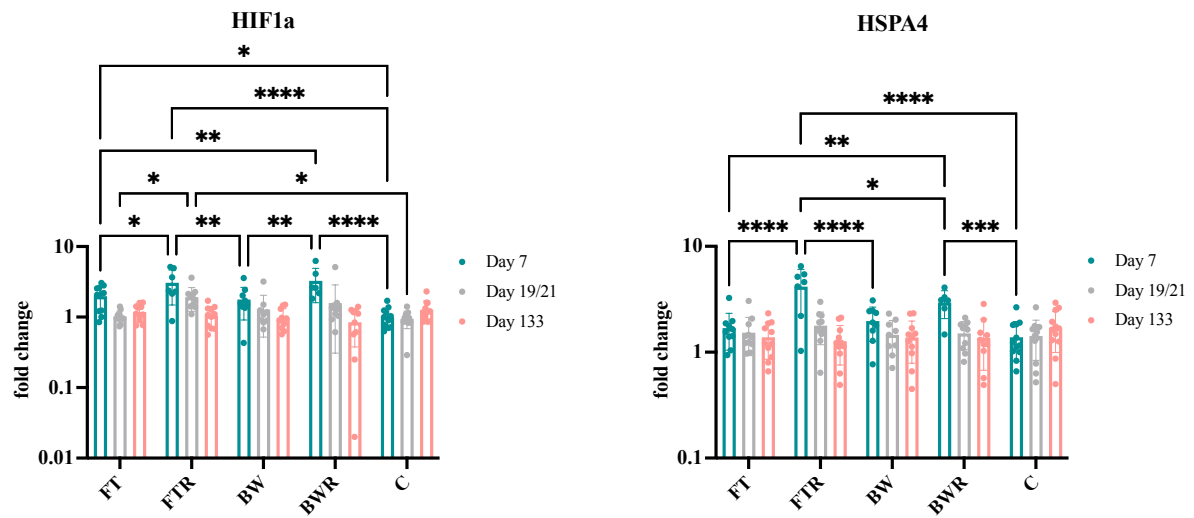 HIF1a
*
****
**
* *
* ** ** ****
fold change
10
1
0.1
0.01
FT FTR BW BWR C
Day 7
Day 19/21
Day 133
HSPA4
****
**
*
**** **** ***
fold change
10
1
0.1
FT FTR BW BWR C
Day 7
Day 19/21
Day 133